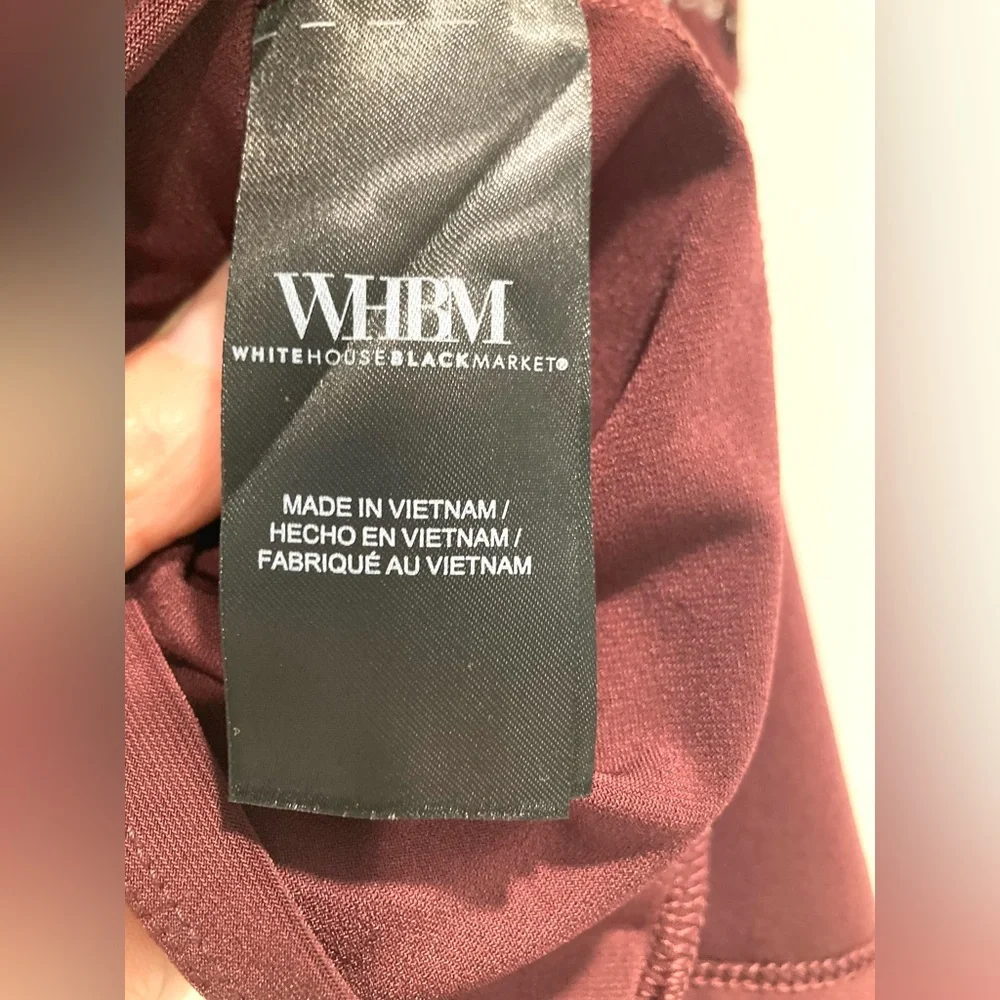 WHBM
WHITEHOUSEBLACKMARKET®
MADE IN VIETNAM /
HECHO EN VIETNAM /
FABRIQUÉ AU VIETNAM